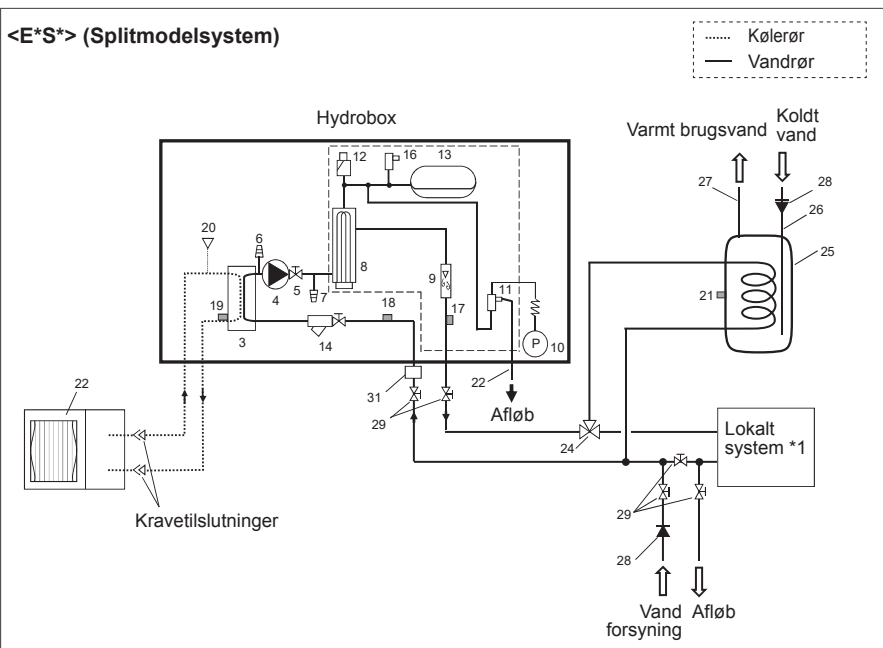 <E*S*> (Splitmodelsystem)
Kølerør
Vandrør
Hydrobox
Varmt brugsvand
Koldt
vand
12
16
13
27
28
26
25
20
6
8
9
11
21
4
5
7
19
18
17
3
14
10
P
22
31
29
Afløb
24
Lokalt
system *1
22
Kravetilslutninger
29
28
Vand
forsyning
Afløb